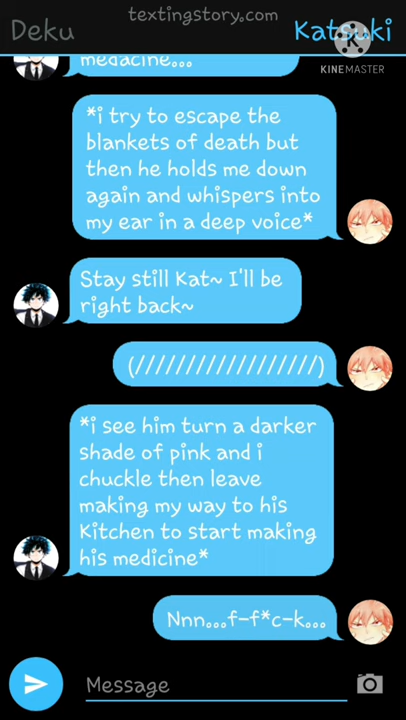 textingstory.com
Deku
Katsuki
KINEMASTER
medacine...
*i try to escape the
blankets of death but
then he holds me down
again and whispers into
my ear in a deep voice*
Stay still Kat~ I'll be
right back~
(//////////////////)
*i see him turn a darker
shade of pink and i
chuckle then leave
making my way to his
Kitchen to start making
his medicine*
Nnn...f-f*c-k...
Message